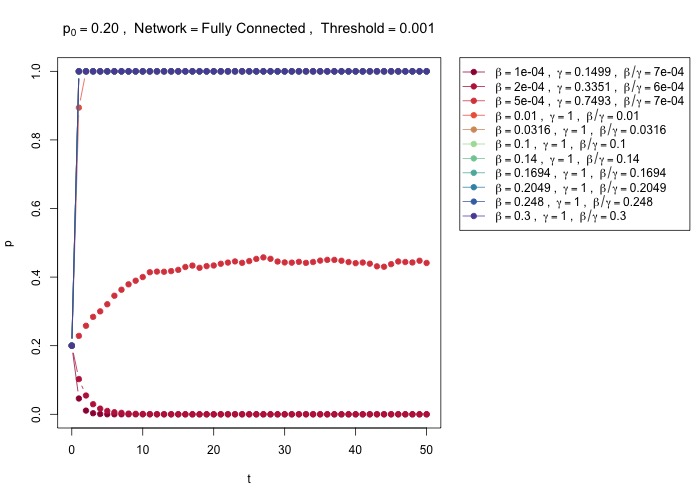 p0 = 0.20 , Network = Fully Connected , Threshold = 0.001
1.0
0.8
0.6
0.4
0.2
0.0
p
0 10 20 30 40 50
t
β = 1e-04 , γ = 0.1499 , β/γ = 7e-04
β = 2e-04 , γ = 0.3351 , β/γ = 6e-04
β = 5e-04 , γ = 0.7493 , β/γ = 7e-04
β = 0.01 , γ = 1 , β/γ = 0.01
β = 0.0316 , γ = 1 , β/γ = 0.0316
β = 0.1 , γ = 1 , β/γ = 0.1
β = 0.14 , γ = 1 , β/γ = 0.14
β = 0.1694 , γ = 1 , β/γ = 0.1694
β = 0.2049 , γ = 1 , β/γ = 0.2049
β = 0.248 , γ = 1 , β/γ = 0.248
β = 0.3 , γ = 1 , β/γ = 0.3